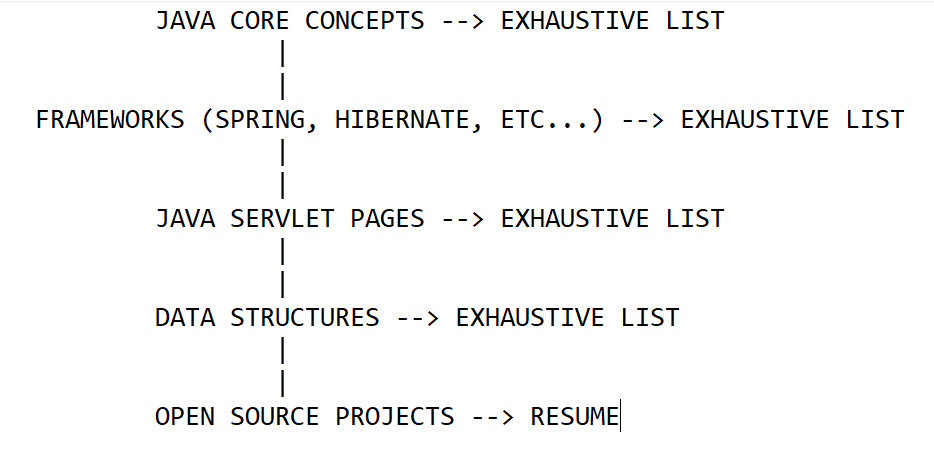 JAVA CORE CONCEPTS --> EXHAUSTIVE LIST
|
|
FRAMEWORKS (SPRING, HIBERNATE, ETC...) --> EXHAUSTIVE LIST
|
|
JAVA SERVLET PAGES --> EXHAUSTIVE LIST
|
|
DATA STRUCTURES --> EXHAUSTIVE LIST
|
|
OPEN SOURCE PROJECTS --> RESUME